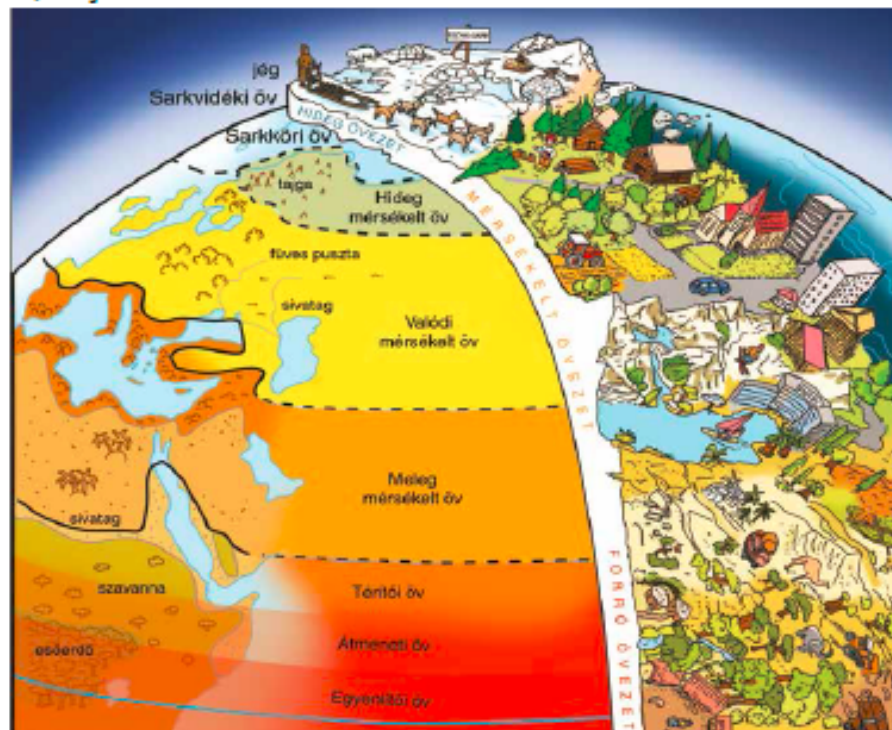 jég
Sarkvidéki öv
HIDEG ÖVEZET
Sarkköri öv
tajga
Hideg
mérsékelt öv
MÉRSÉKELT ÖVEZET
füves puszta
sivatag
Valódi
mérsékelt öv
Meleg
mérsékelt öv
sivatag
szavanna
Térítői öv
FORRÓ ÖVEZET
Átmeneti öv
esőerdő
Egyenlítői öv